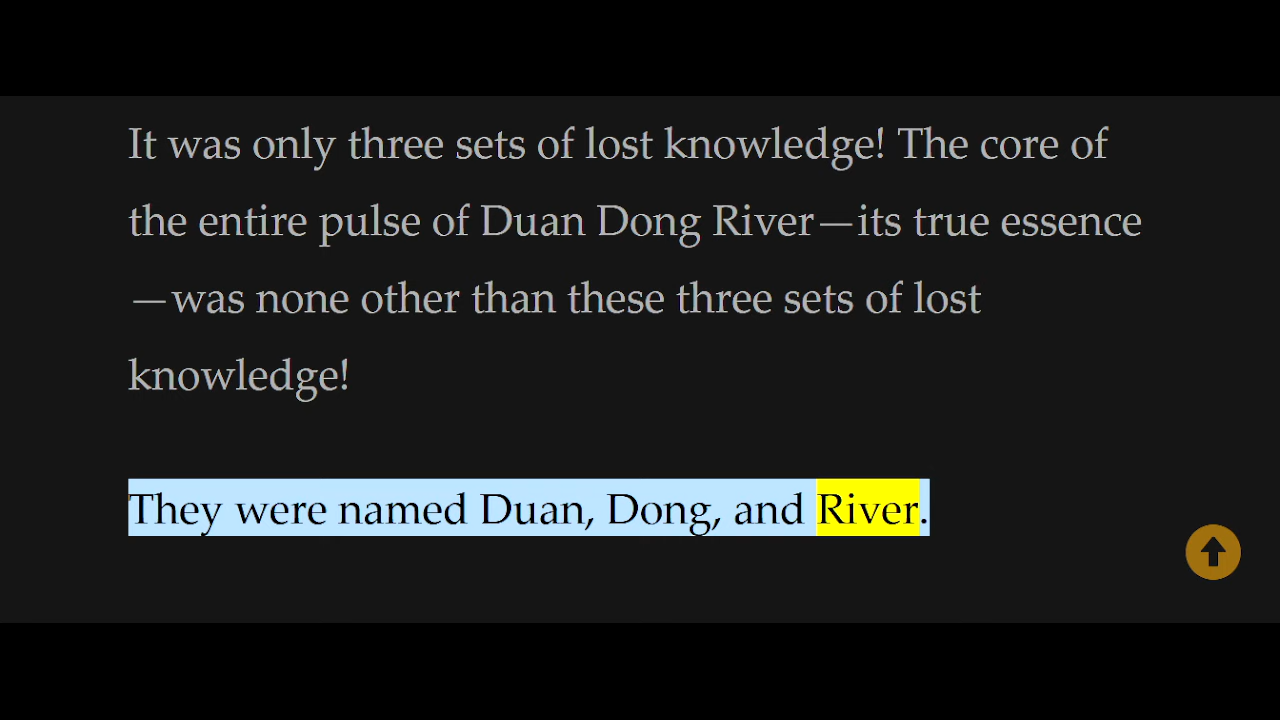 It was only three sets of lost knowledge! The core of
the entire pulse of Duan Dong River—its true essence
—was none other than these three sets of lost
knowledge!
They were named Duan, Dong, and River.